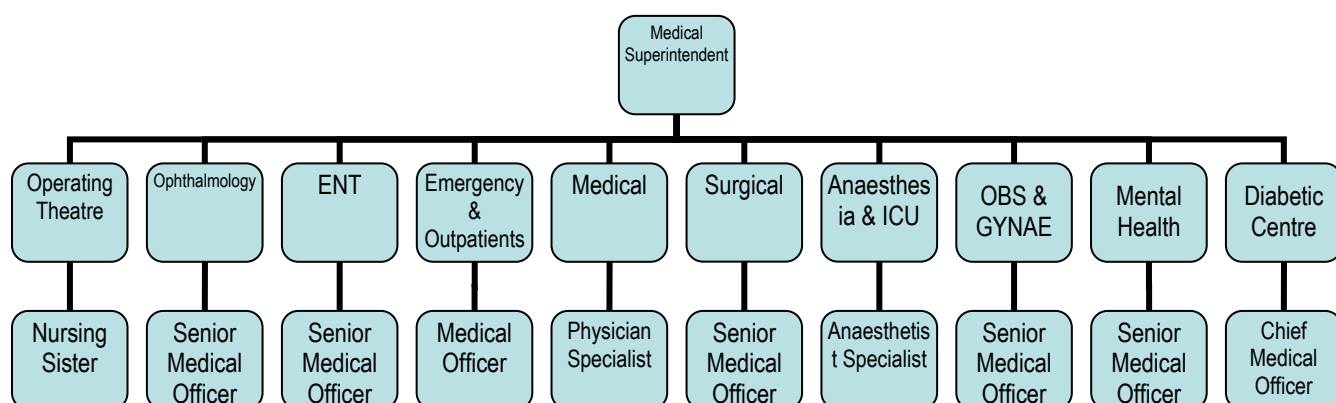 Medical
Superintendent
Operating
Theatre
Ophthalmology
ENT
Emergency
&
Outpatients
Medical
Surgical
Anaesthes
ia & ICU
OBS &
GYNAE
Mental
Health
Diabetic
Centre
Nursing
Sister
Senior
Medical
Officer
Senior
Medical
Officer
Medical
Officer
Physician
Specialist
Senior
Medical
Officer
Anaesthetis
t Specialist
Senior
Medical
Officer
Senior
Medical
Officer
Chief
Medical
Officer